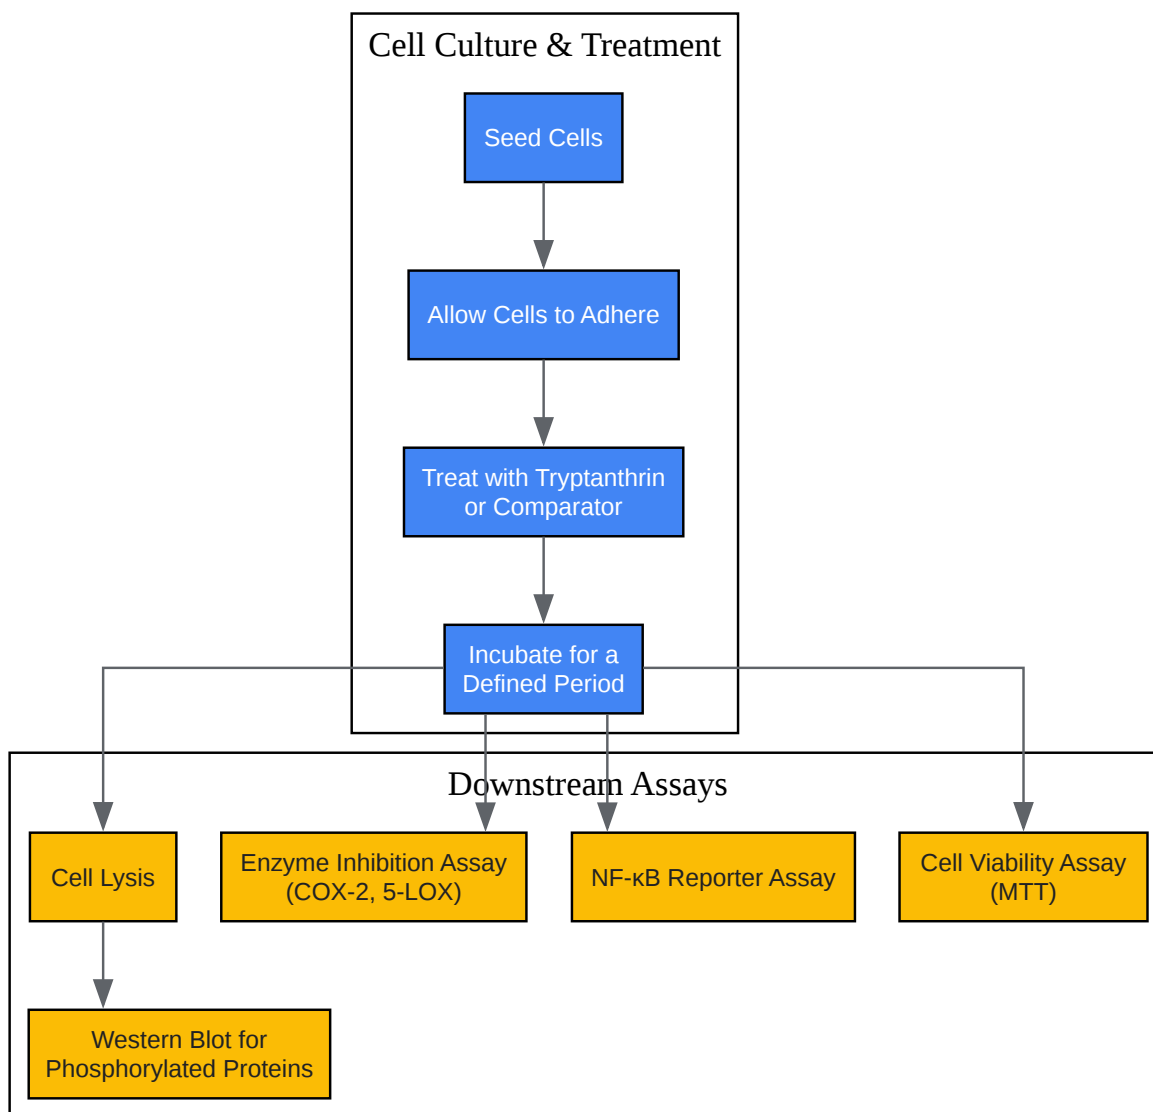 Cell Culture & Treatment
Seed Cells
Allow Cells to Adhere
Treat with Tryptanthrin
or Comparator
Incubate for a
Defined Period
Downstream Assays
Cell Lysis
Enzyme Inhibition Assay
(COX-2, 5-LOX)
NF-κB Reporter Assay
Cell Viability Assay
(MTT)
Western Blot for
Phosphorylated Proteins